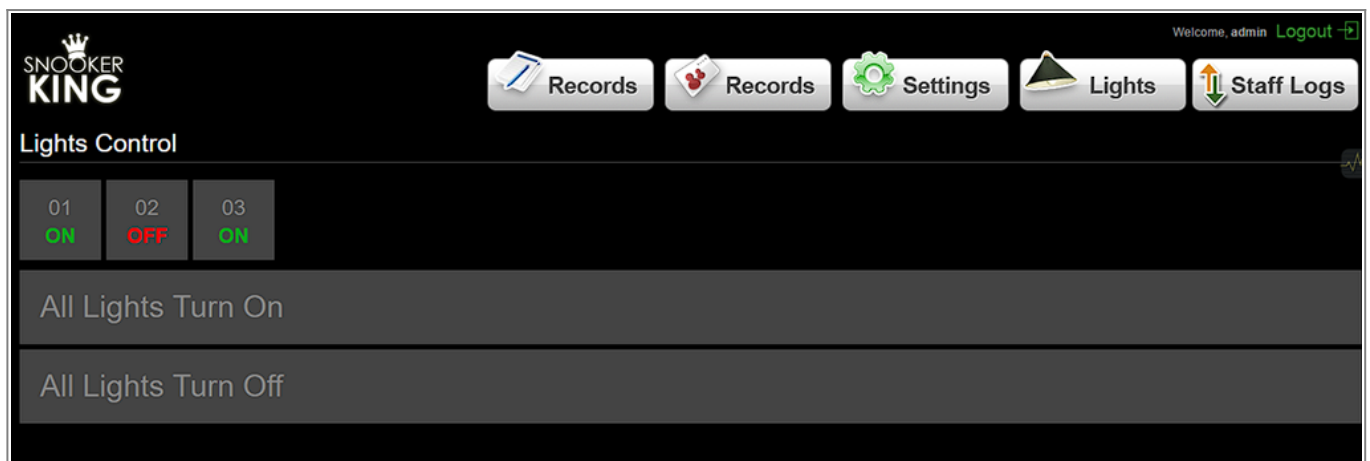 Welcome, admin Logout
SNOOKER
KING
Records Records Settings Lights Staff Logs
Lights Control
01 02 03
ON OFF ON
All Lights Turn On
All Lights Turn Off